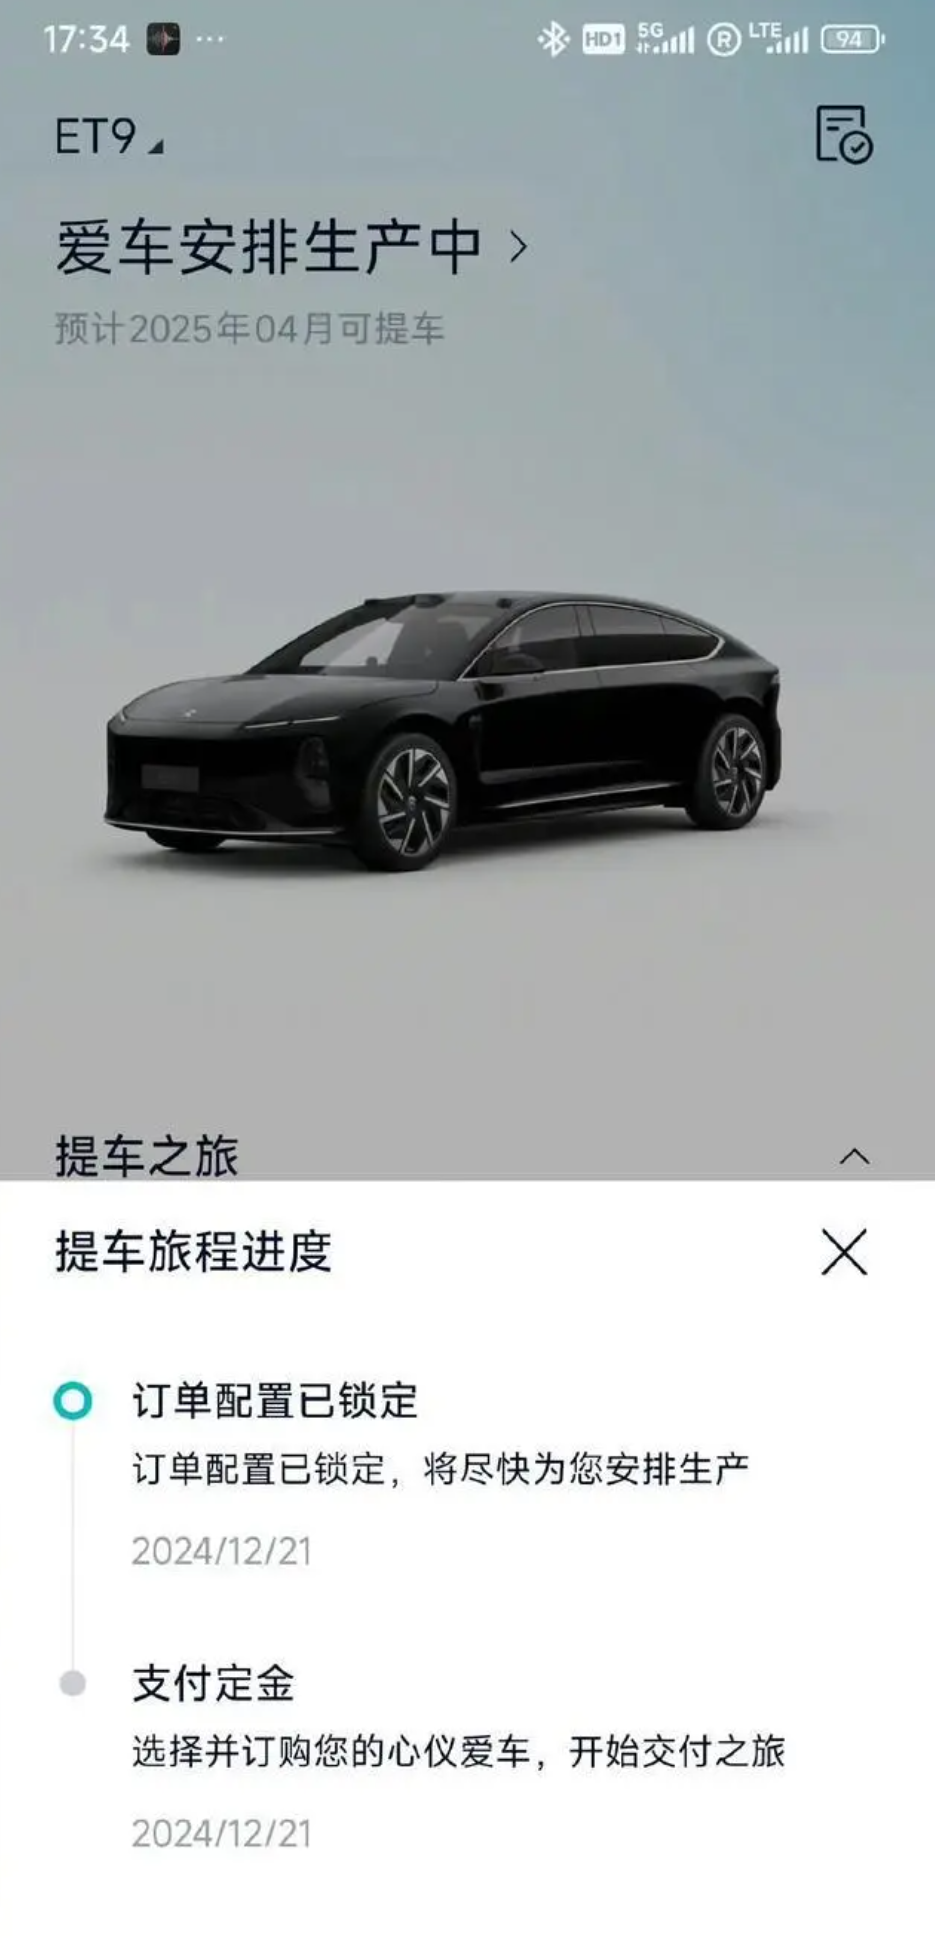 17:34
HD1 5G R LTE 94
ET9
爱车安排生产中
预计2025年04月可提车
提车之旅
提车旅程进度
订单配置已锁定
订单配置已锁定，将尽快为您安排生产
2024/12/21
支付定金
选择并订购您的心仪爱车，开始交付之旅
2024/12/21